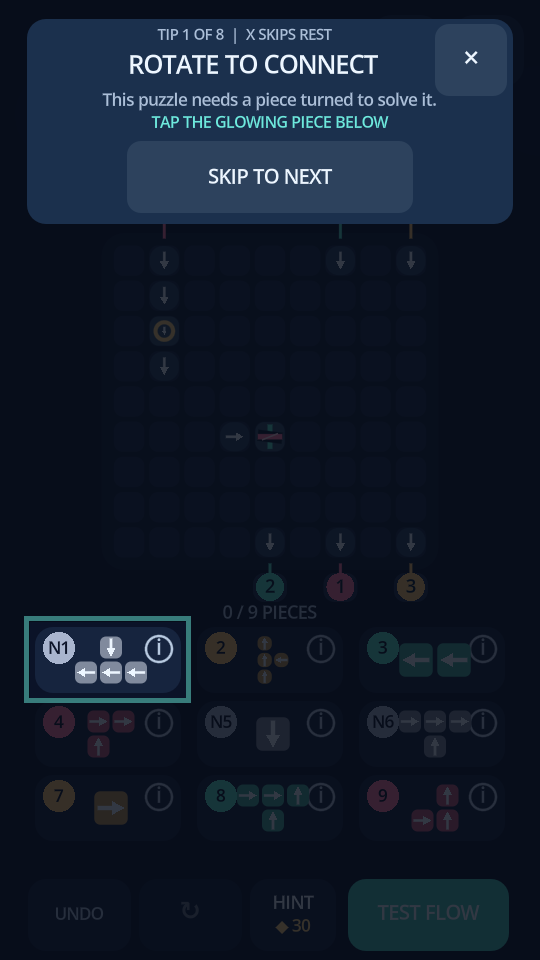 TIP 1 OF 8 | X SKIPS REST
ROTATE TO CONNECT
×
This puzzle needs a piece turned to solve it.
TAP THE GLOWING PIECE BELOW
SKIP TO NEXT
2
1
3
0 / 9 PIECES
N1
i
2
i
3
i
4
i
N5
i
N6
i
7
i
8
i
9
i
UNDO
↻
HINT
◆ 30
TEST FLOW